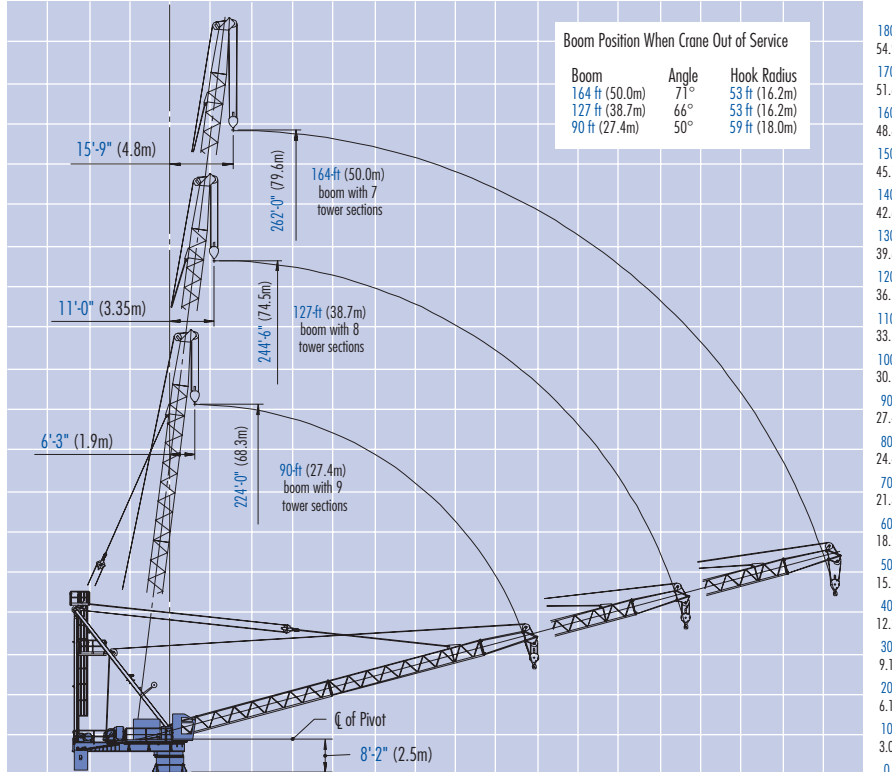 Boom Position When Crane Out of Service
Boom Angle Hook Radius
164 ft (50.0m) 71° 53 ft (16.2m)
127 ft (38.7m) 66° 53 ft (16.2m)
90 ft (27.4m) 50° 59 ft (18.0m)
15'-9" (4.8m)
262'-0" (79.6m)
164-ft (50.0m)
boom with 7
tower sections
11'-0" (3.35m)
244'-6" (74.5m)
127-ft (38.7m)
boom with 8
tower sections
6'-3" (1.9m)
224'-0" (68.3m)
90-ft (27.4m)
boom with 9
tower sections
℄ of Pivot
8'-2" (2.5m)
180
54.
170
51.
160
48.
150
45.
140
42.
130
39.
120
36.
110
33.
100
30.
90
27.
80
24.
70
21.
60
18.
50
15.
40
12.
30
9.1
20
6.1
10
3.0
0